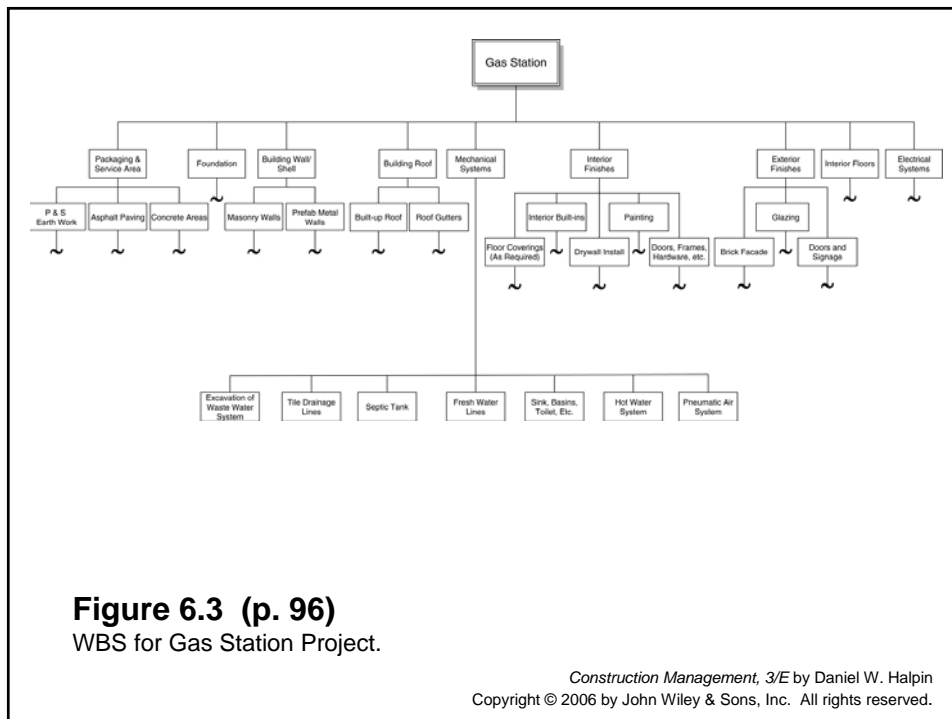 Gas Station
Packaging &
Service Area
Foundation
Building Wall/
Shell
Building Roof
Mechanical
Systems
Interior
Finishes
Exterior
Finishes
Interior Floors
Electrical
Systems
P & S
Earth Work
Asphalt Paving
Concrete Areas
Masonry Walls
Prefab Metal
Walls
Built-up Roof
Roof Gutters
Interior Built-ins
Painting
Glazing
Floor Coverings
(As Required)
Drywall Install
Doors, Frames,
Hardware, etc.
Brick Facade
Doors and
Signage
Excavation of
Waste Water
System
Tile Drainage
Lines
Septic Tank
Fresh Water
Lines
Sink, Basins,
Toilet, Etc.
Hot Water
System
Pneumatic Air
System
Figure 6.3 (p. 96)
WBS for Gas Station Project.
Construction Management, 3/E by Daniel W. Halpin
Copyright © 2006 by John Wiley & Sons, Inc. All rights reserved.